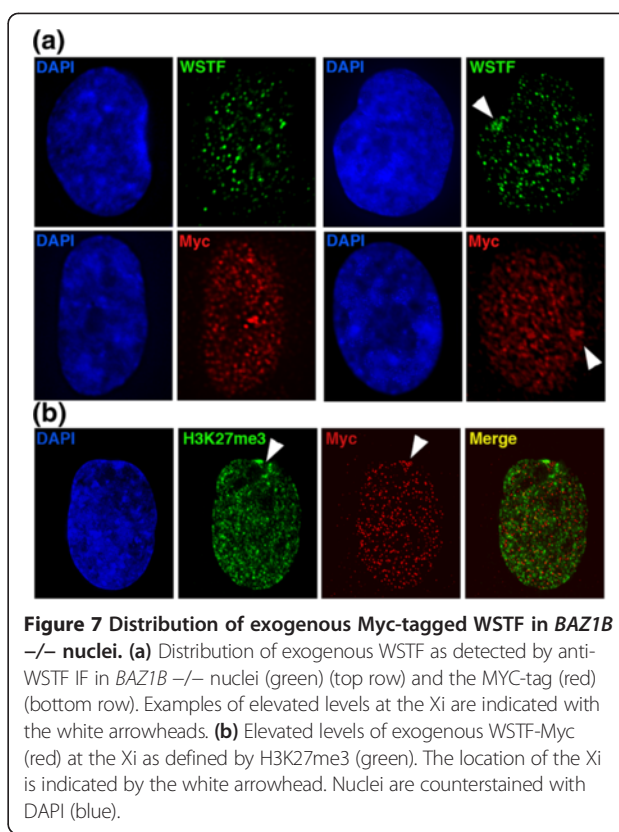 (a)
DAPI WSTF DAPI WSTF
DAPI Myc DAPI Myc
(b)
DAPI H3K27me3 Myc Merge
Figure 7 Distribution of exogenous Myc-tagged WSTF in BAZ1B
−/− nuclei. (a) Distribution of exogenous WSTF as detected by anti-
WSTF IF in BAZ1B −/− nuclei (green) (top row) and the MYC-tag (red)
(bottom row). Examples of elevated levels at the Xi are indicated with
the white arrowheads. (b) Elevated levels of exogenous WSTF-Myc
(red) at the Xi as defined by H3K27me3 (green). The location of the Xi
is indicated by the white arrowhead. Nuclei are counterstained with
DAPI (blue).